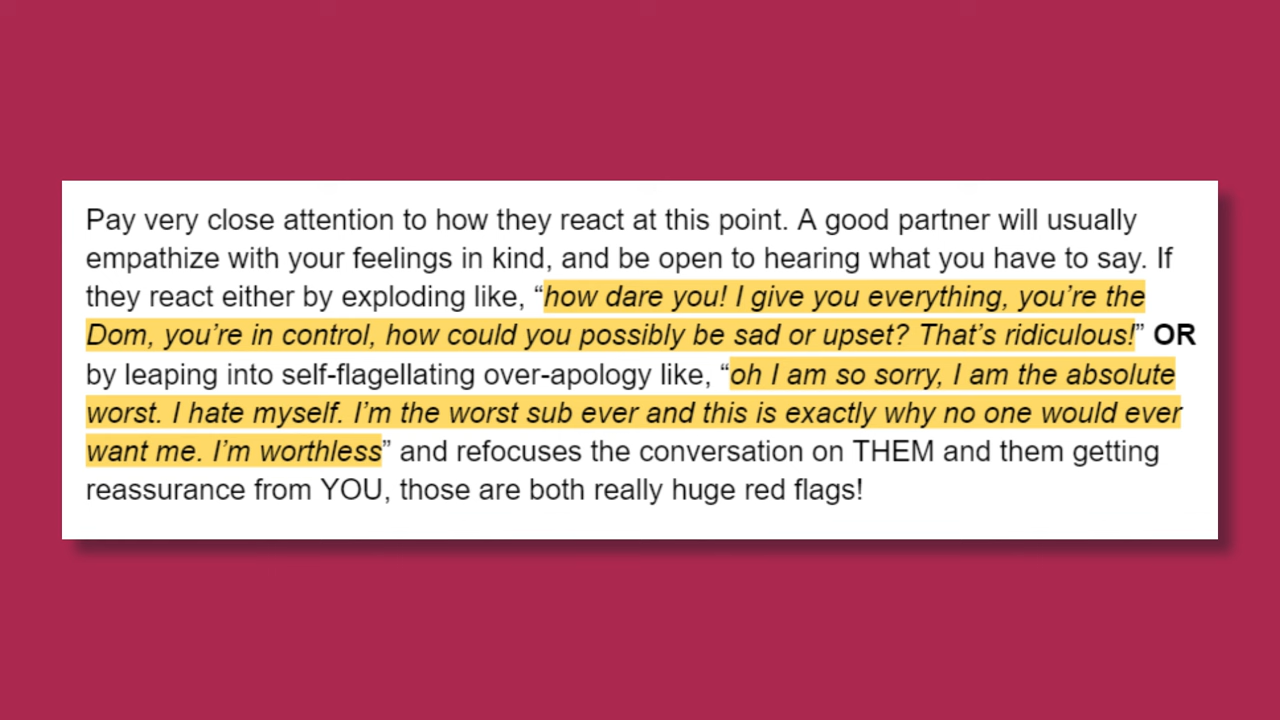 Pay very close attention to how they react at this point. A good partner will usually
empathize with your feelings in kind, and be open to hearing what you have to say. If
they react either by exploding like, “how dare you! I give you everything, you’re the
Dom, you’re in control, how could you possibly be sad or upset? That’s ridiculous!” OR
by leaping into self-flagellating over-apology like, “oh I am so sorry, I am the absolute
worst. I hate myself. I’m the worst sub ever and this is exactly why no one would ever
want me. I’m worthless” and refocuses the conversation on THEM and them getting
reassurance from YOU, those are both really huge red flags!